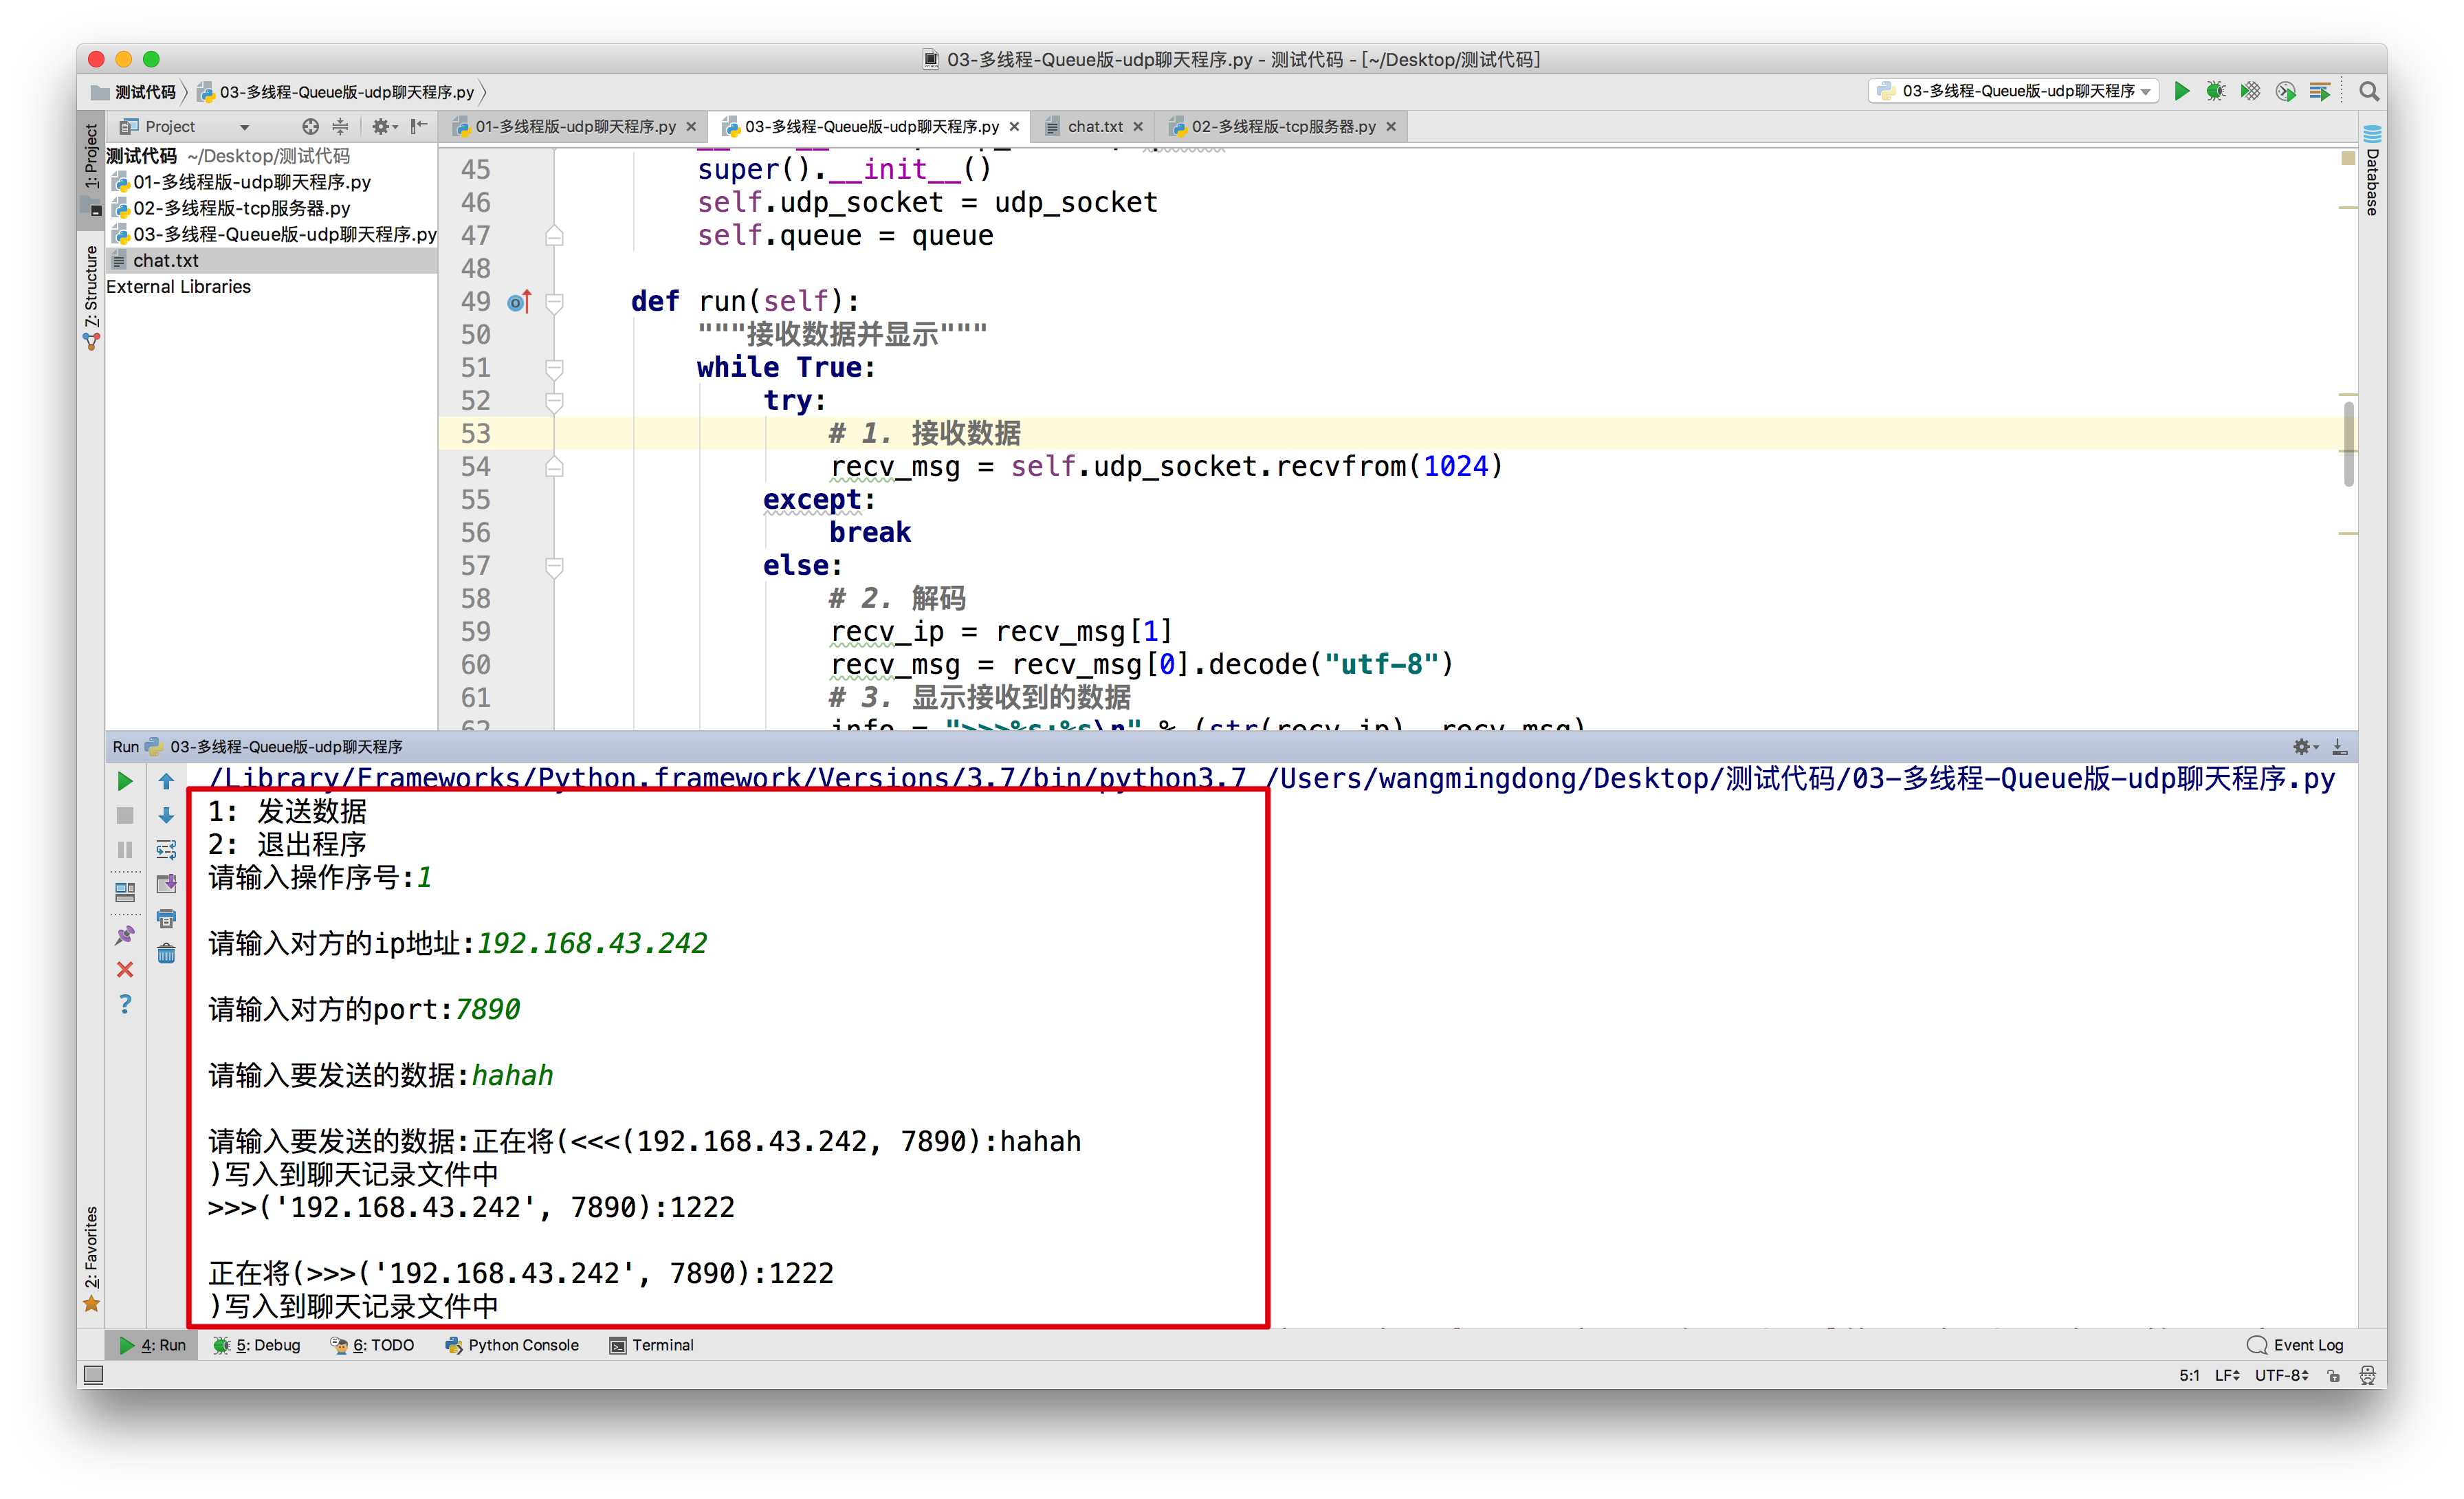 03-多线程-Queue版-udp聊天程序.py - 测试代码 - [~/Desktop/测试代码]
测试代码 03-多线程-Queue版-udp聊天程序.py
03-多线程-Queue版-udp聊天程序
Project
01-多线程版-udp聊天程序.py
03-多线程-Queue版-udp聊天程序.py
chat.txt
02-多线程版-tcp服务器.py
1: Project
7: Structure
2: Favorites
Database
测试代码 ~/Desktop/测试代码
01-多线程版-udp聊天程序.py
02-多线程版-tcp服务器.py
03-多线程-Queue版-udp聊天程序.py
chat.txt
External Libraries
45 super().__init__()
46 self.udp_socket = udp_socket
47 self.queue = queue
48
49 def run(self):
50 """接收数据并显示"""
51 while True:
52 try:
53 # 1. 接收数据
54 recv_msg = self.udp_socket.recvfrom(1024)
55 except:
56 break
57 else:
58 # 2. 解码
59 recv_ip = recv_msg[1]
60 recv_msg = recv_msg[0].decode("utf-8")
61 # 3. 显示接收到的数据
62 info = ">>>%s:%s\n" % (str(recv_ip), recv_msg)
Run 03-多线程-Queue版-udp聊天程序
/Library/Frameworks/Python.framework/Versions/3.7/bin/python3.7 /Users/wangmingdong/Desktop/测试代码/03-多线程-Queue版-udp聊天程序.py
1: 发送数据
2: 退出程序
请输入操作序号:1
请输入对方的ip地址:192.168.43.242
请输入对方的port:7890
请输入要发送的数据:hahah
请输入要发送的数据:正在将(<<<(192.168.43.242, 7890):hahah
)写入到聊天记录文件中
>>>('192.168.43.242', 7890):1222
正在将(>>>('192.168.43.242', 7890):1222
)写入到聊天记录文件中
4: Run 5: Debug 6: TODO Python Console Terminal Event Log
5:1 LF UTF-8